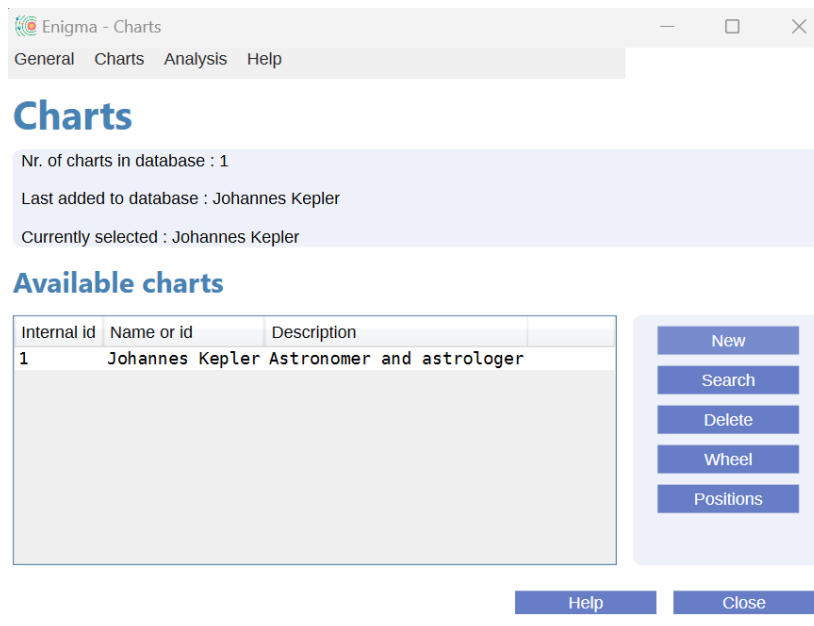 Enigma - Charts
General Charts Analysis Help
Charts
Nr. of charts in database : 1
Last added to database : Johannes Kepler
Currently selected : Johannes Kepler
Available charts
Internal id Name or id Description
1 Johannes Kepler Astronomer and astrologer
New
Search
Delete
Wheel
Positions
Help Close